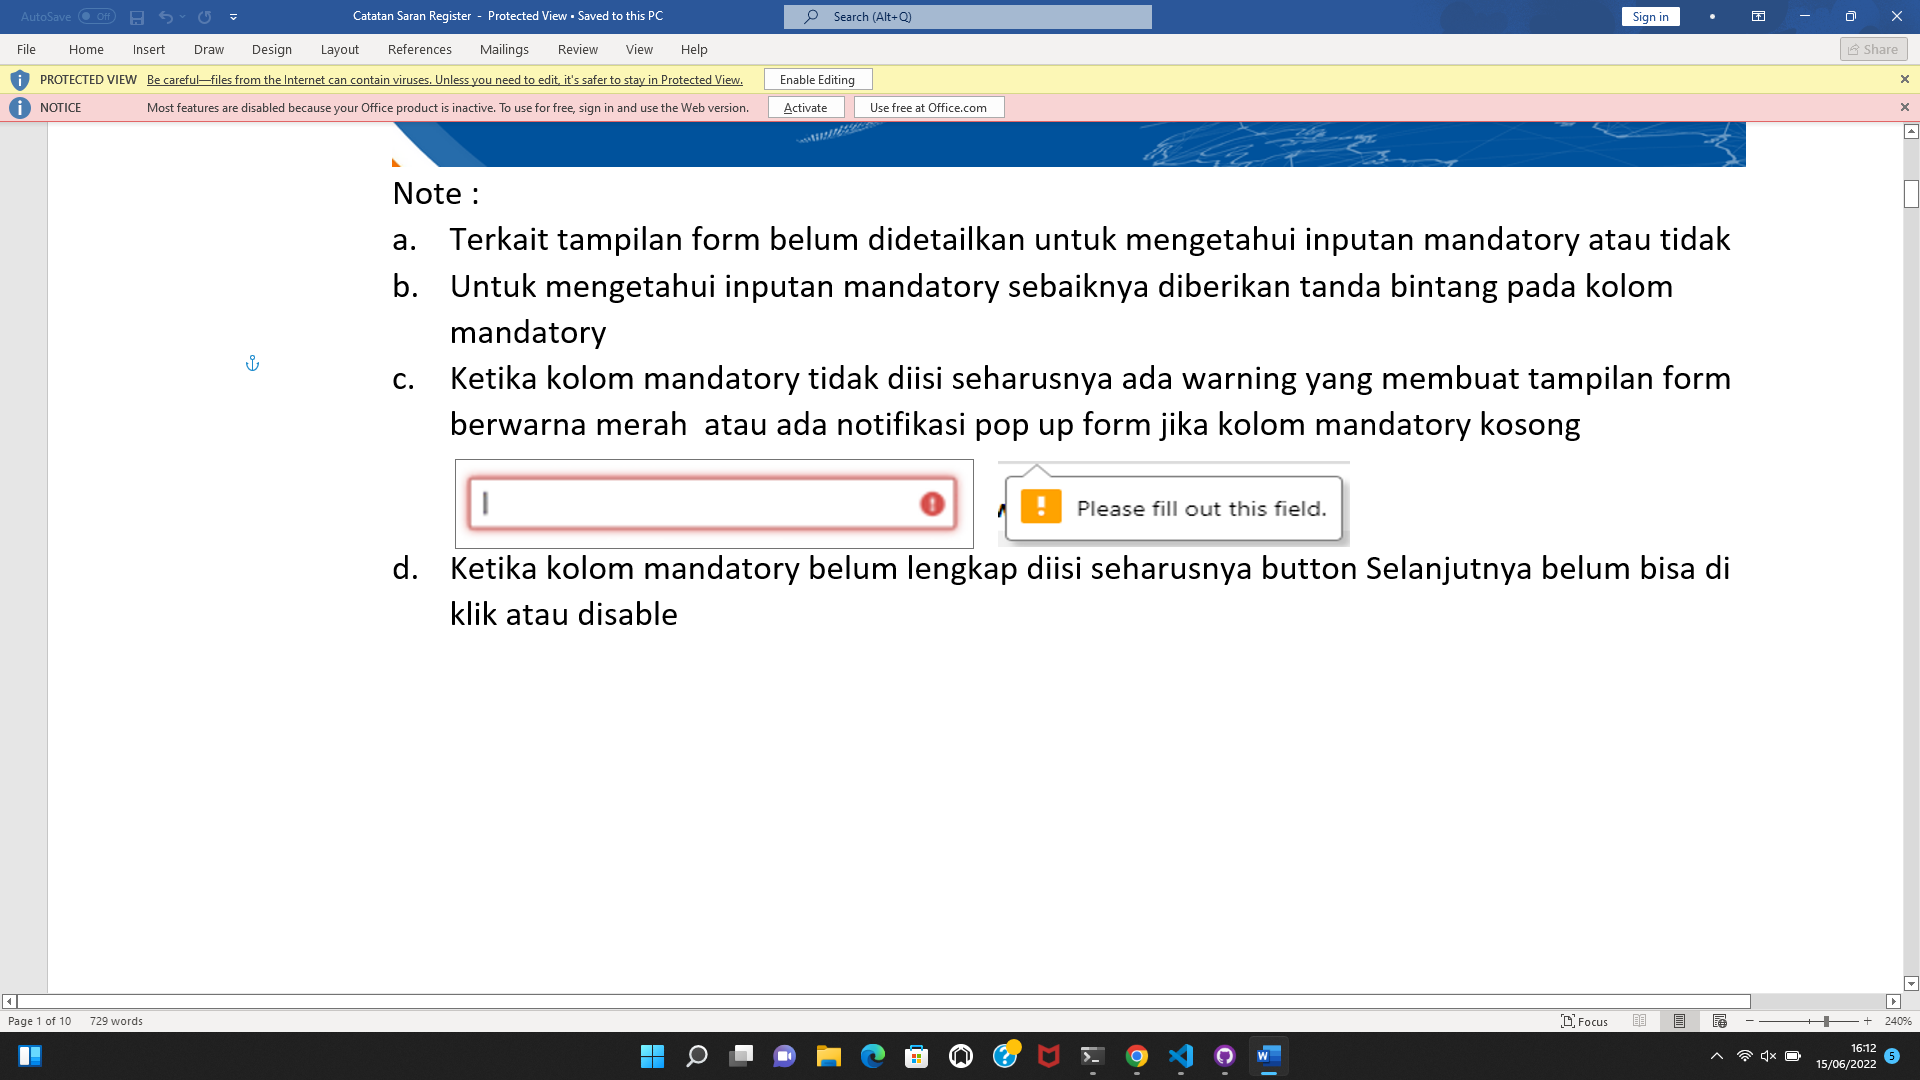 AutoSave Off Catatan Saran Register - Protected View • Saved to this PC Search (Alt+Q) Sign in
File Home Insert Draw Design Layout References Mailings Review View Help Share
PROTECTED VIEW Be careful—files from the Internet can contain viruses. Unless you need to edit, it's safer to stay in Protected View. Enable Editing
NOTICE Most features are disabled because your Office product is inactive. To use for free, sign in and use the Web version. Activate Use free at Office.com
Note :
a. Terkait tampilan form belum didetailkan untuk mengetahui inputan mandatory atau tidak
b. Untuk mengetahui inputan mandatory sebaiknya diberikan tanda bintang pada kolom
mandatory
c. Ketika kolom mandatory tidak diisi seharusnya ada warning yang membuat tampilan form
berwarna merah atau ada notifikasi pop up form jika kolom mandatory kosong
Please fill out this field.
d. Ketika kolom mandatory belum lengkap diisi seharusnya button Selanjutnya belum bisa di
klik atau disable
Page 1 of 10 729 words Focus 240%
16:12
15/06/2022 5